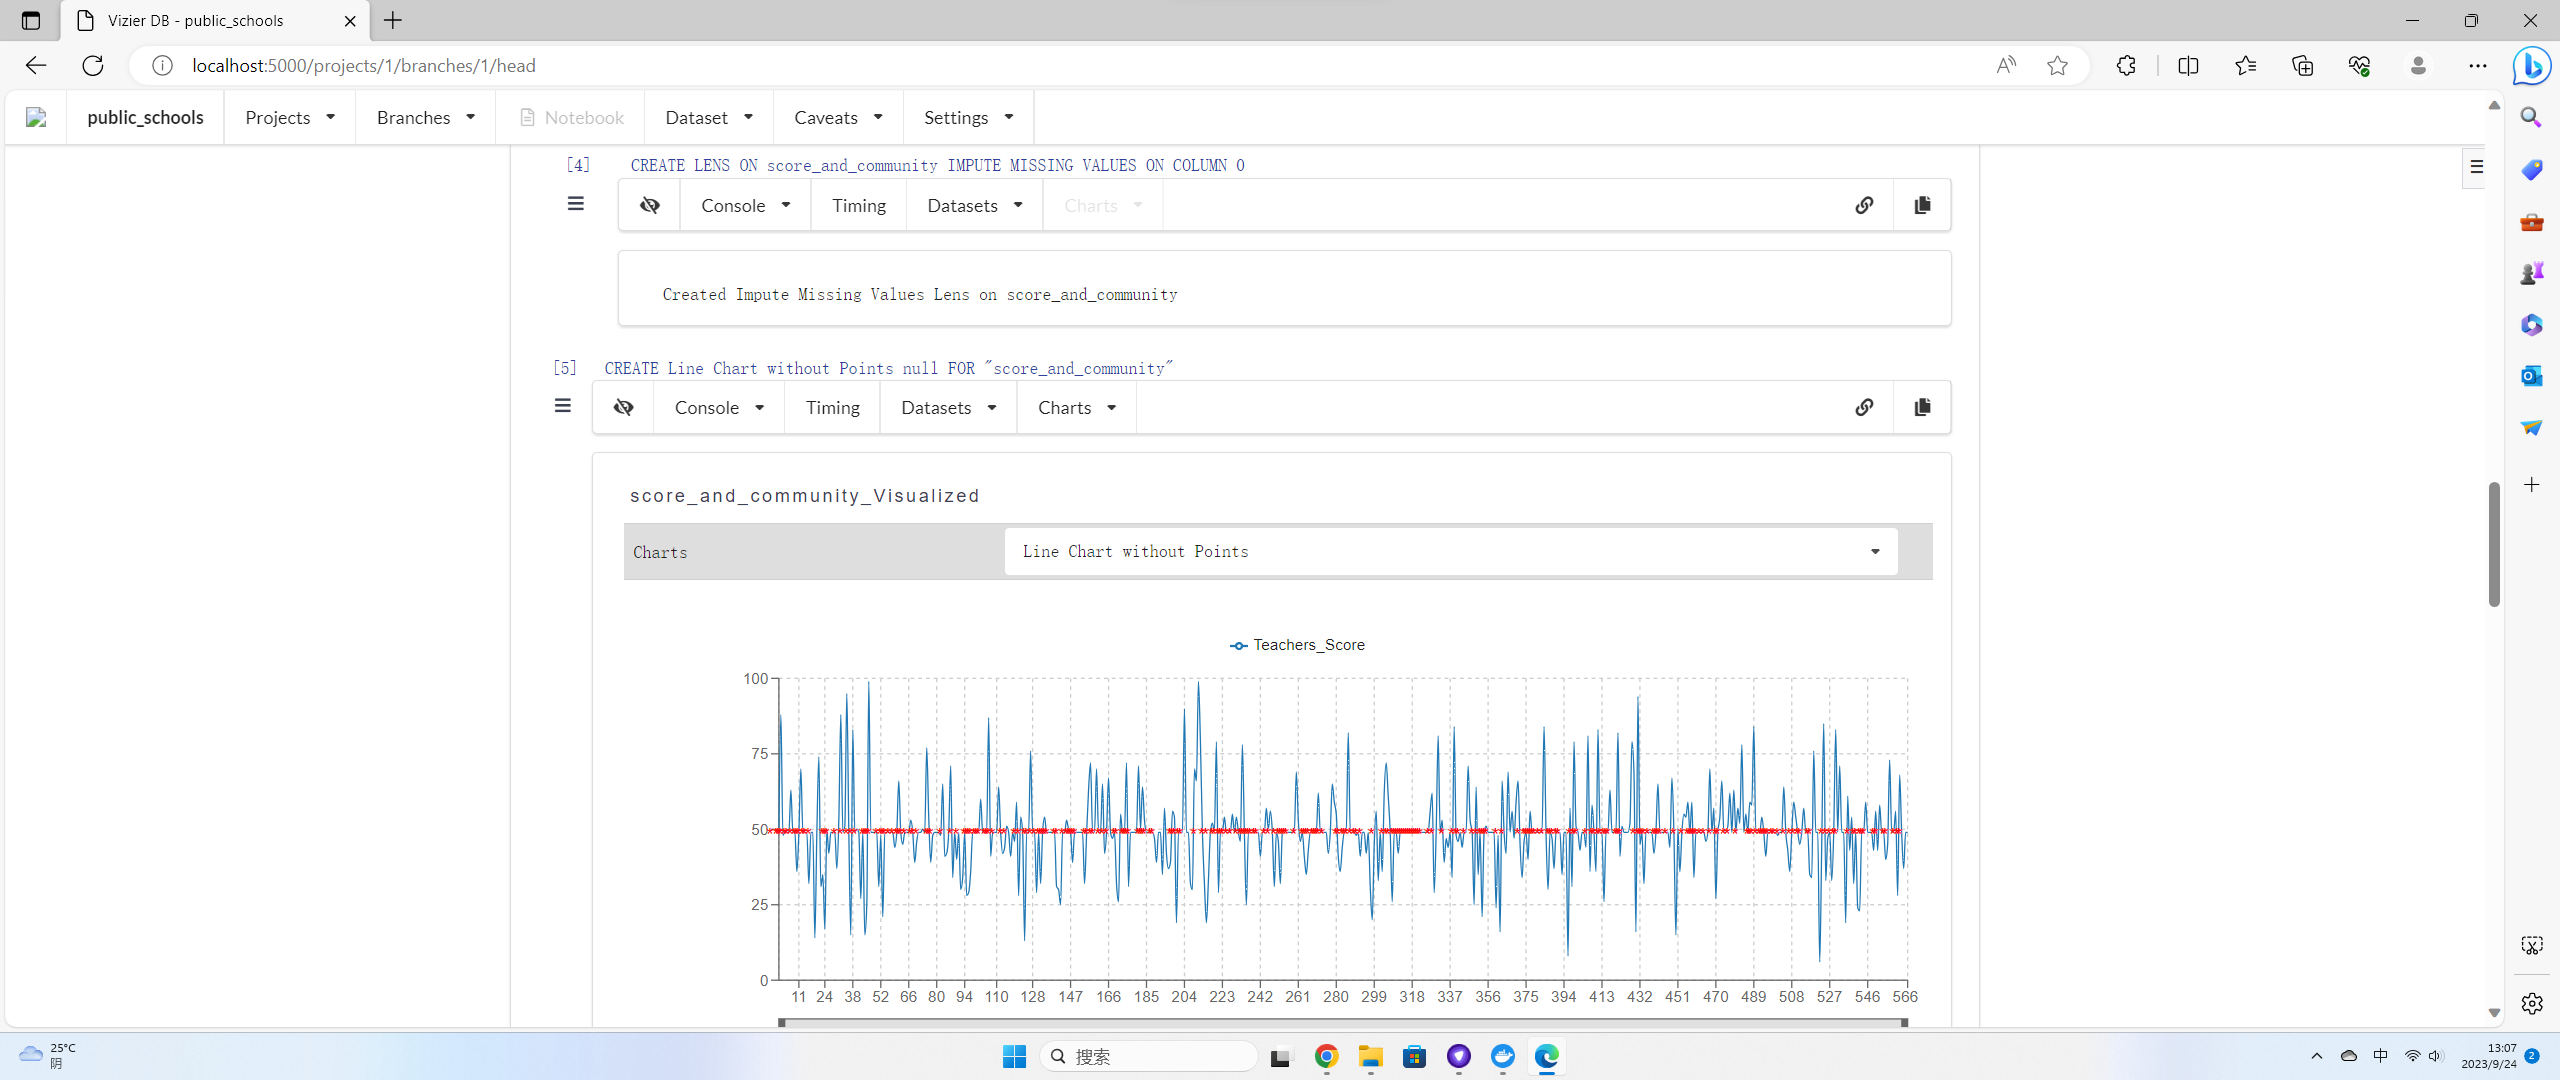 Vizier DB - public_schools
localhost:5000/projects/1/branches/1/head
public_schools Projects Branches Notebook Dataset Caveats Settings
[4] CREATE LENS ON score_and_community IMPUTE MISSING VALUES ON COLUMN 0
Console Timing Datasets Charts
Created Impute Missing Values Lens on score_and_community
[5] CREATE Line Chart without Points null FOR "score_and_community"
Console Timing Datasets Charts
score_and_community_Visualized
Charts Line Chart without Points
Teachers_Score
100
75
50
25
0
11 24 38 52 66 80 94 110 128 147 166 185 204 223 242 261 280 299 318 337 356 375 394 413 432 451 470 489 508 527 546 566
25°C
阴
搜索
中
13:07
2023/9/24
2